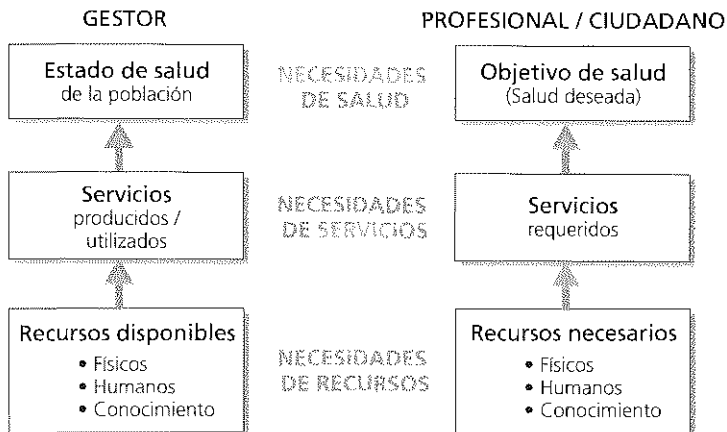 GESTOR
PROFESIONAL / CIUDADANO
Estado de salud
de la población
NECESIDADES
DE SALUD
Objetivo de salud
(Salud deseada)
Servicios
producidos /
utilizados
NECESIDADES
DE SERVICIOS
Servicios
requeridos
Recursos disponibles
• Físicos
• Humanos
• Conocimiento
NECESIDADES
DE RECURSOS
Recursos necesarios
• Físicos
• Humanos
• Conocimiento